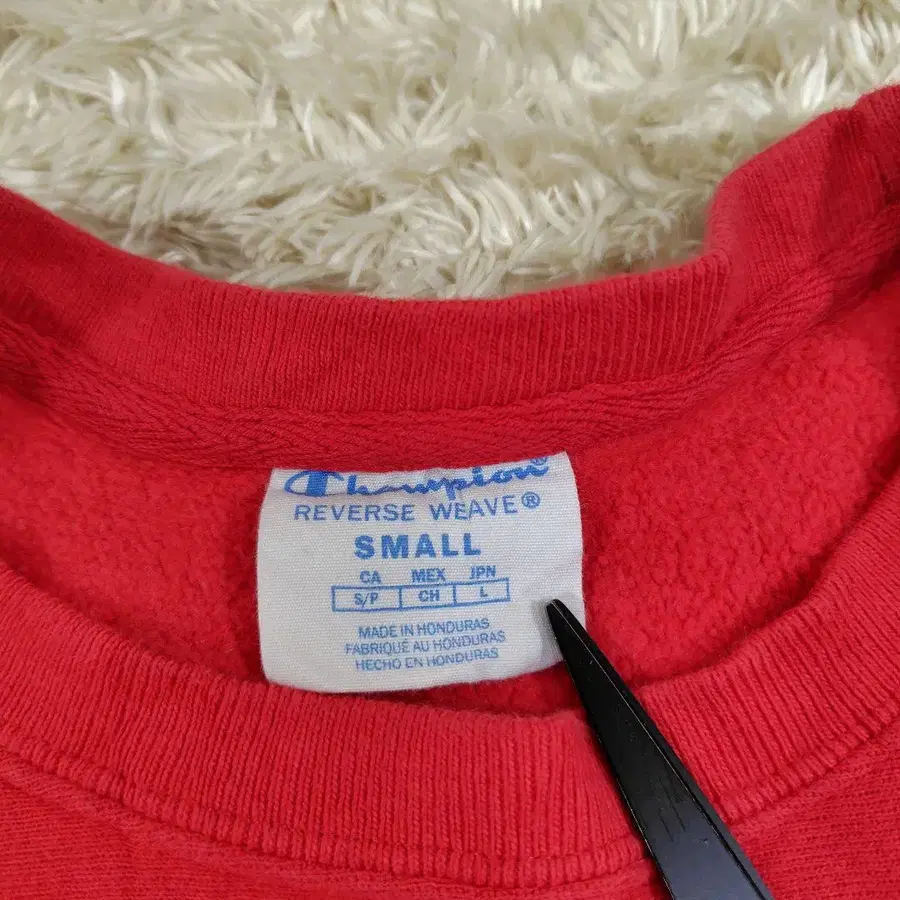 Champion®
REVERSE WEAVE®
SMALL
CA MEX JPN
S/P CH L
MADE IN HONDURAS
FABRIQUÉ AU HONDURAS
HECHO EN HONDURAS